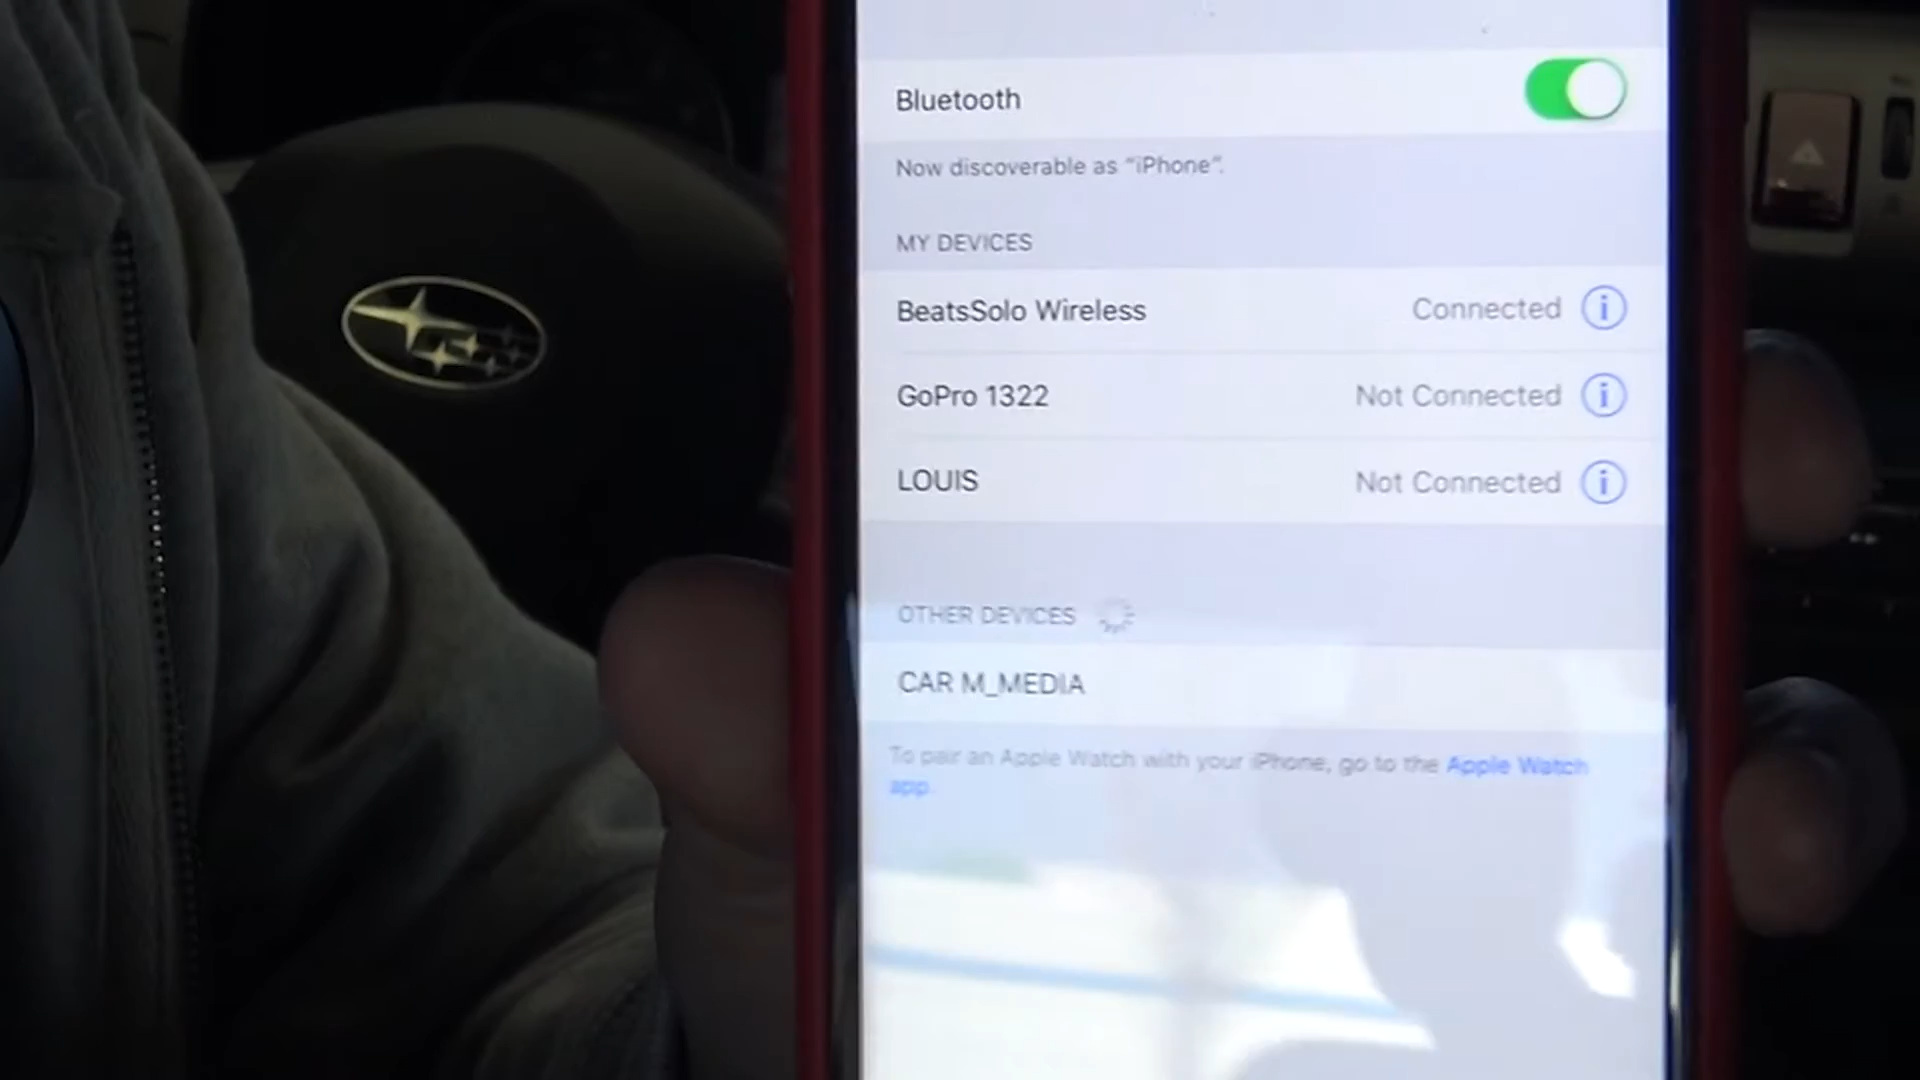 Bluetooth
Now discoverable as “iPhone”.
MY DEVICES
BeatsSolo Wireless Connected
GoPro 1322 Not Connected
LOUIS Not Connected
OTHER DEVICES
CAR M_MEDIA
To pair an Apple Watch with your iPhone, go to the Apple Watch
app.